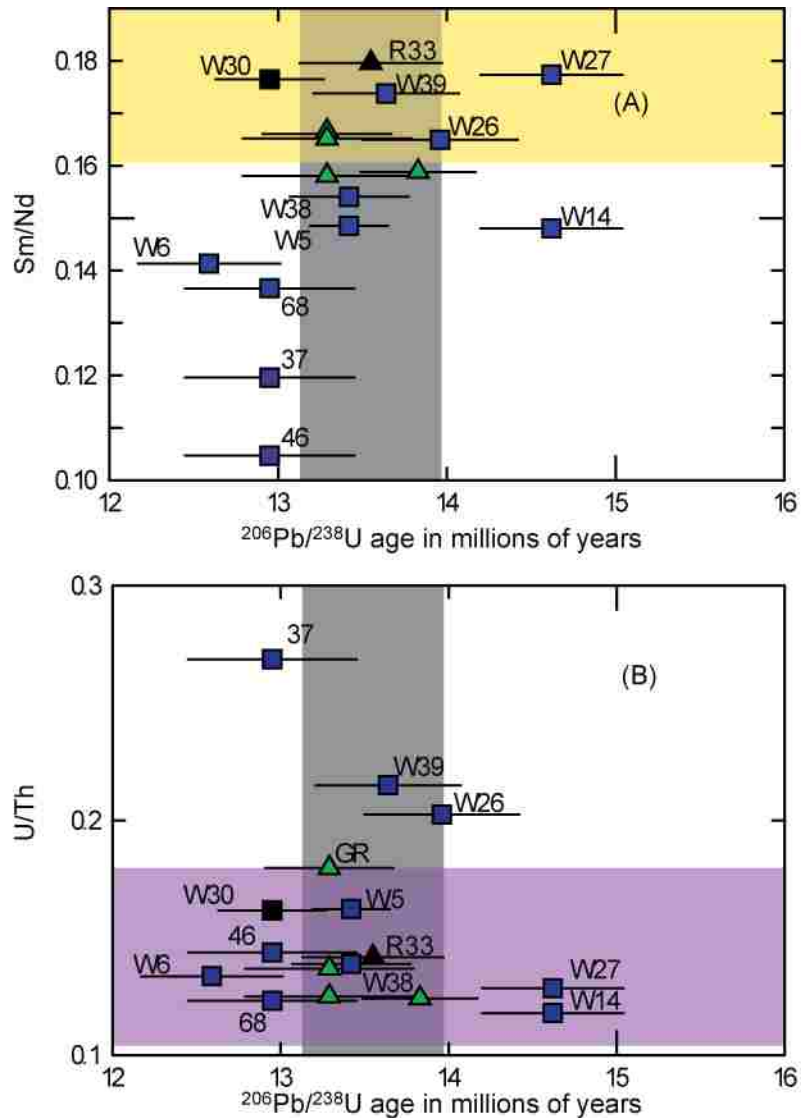 0.18
0.16
0.14
0.12
0.10
Sm/Nd
R33
W30
W27
W39
(A)
W26
W38
W14
W5
W6
68
37
46
12
13
14
15
16
206Pb/238U age in millions of years
0.3
0.2
0.1
U/Th
37
(B)
W39
W26
GR
W30
W5
46
R33
W6
W38
W27
W14
68
12
13
14
15
16
206Pb/238U age in millions of years